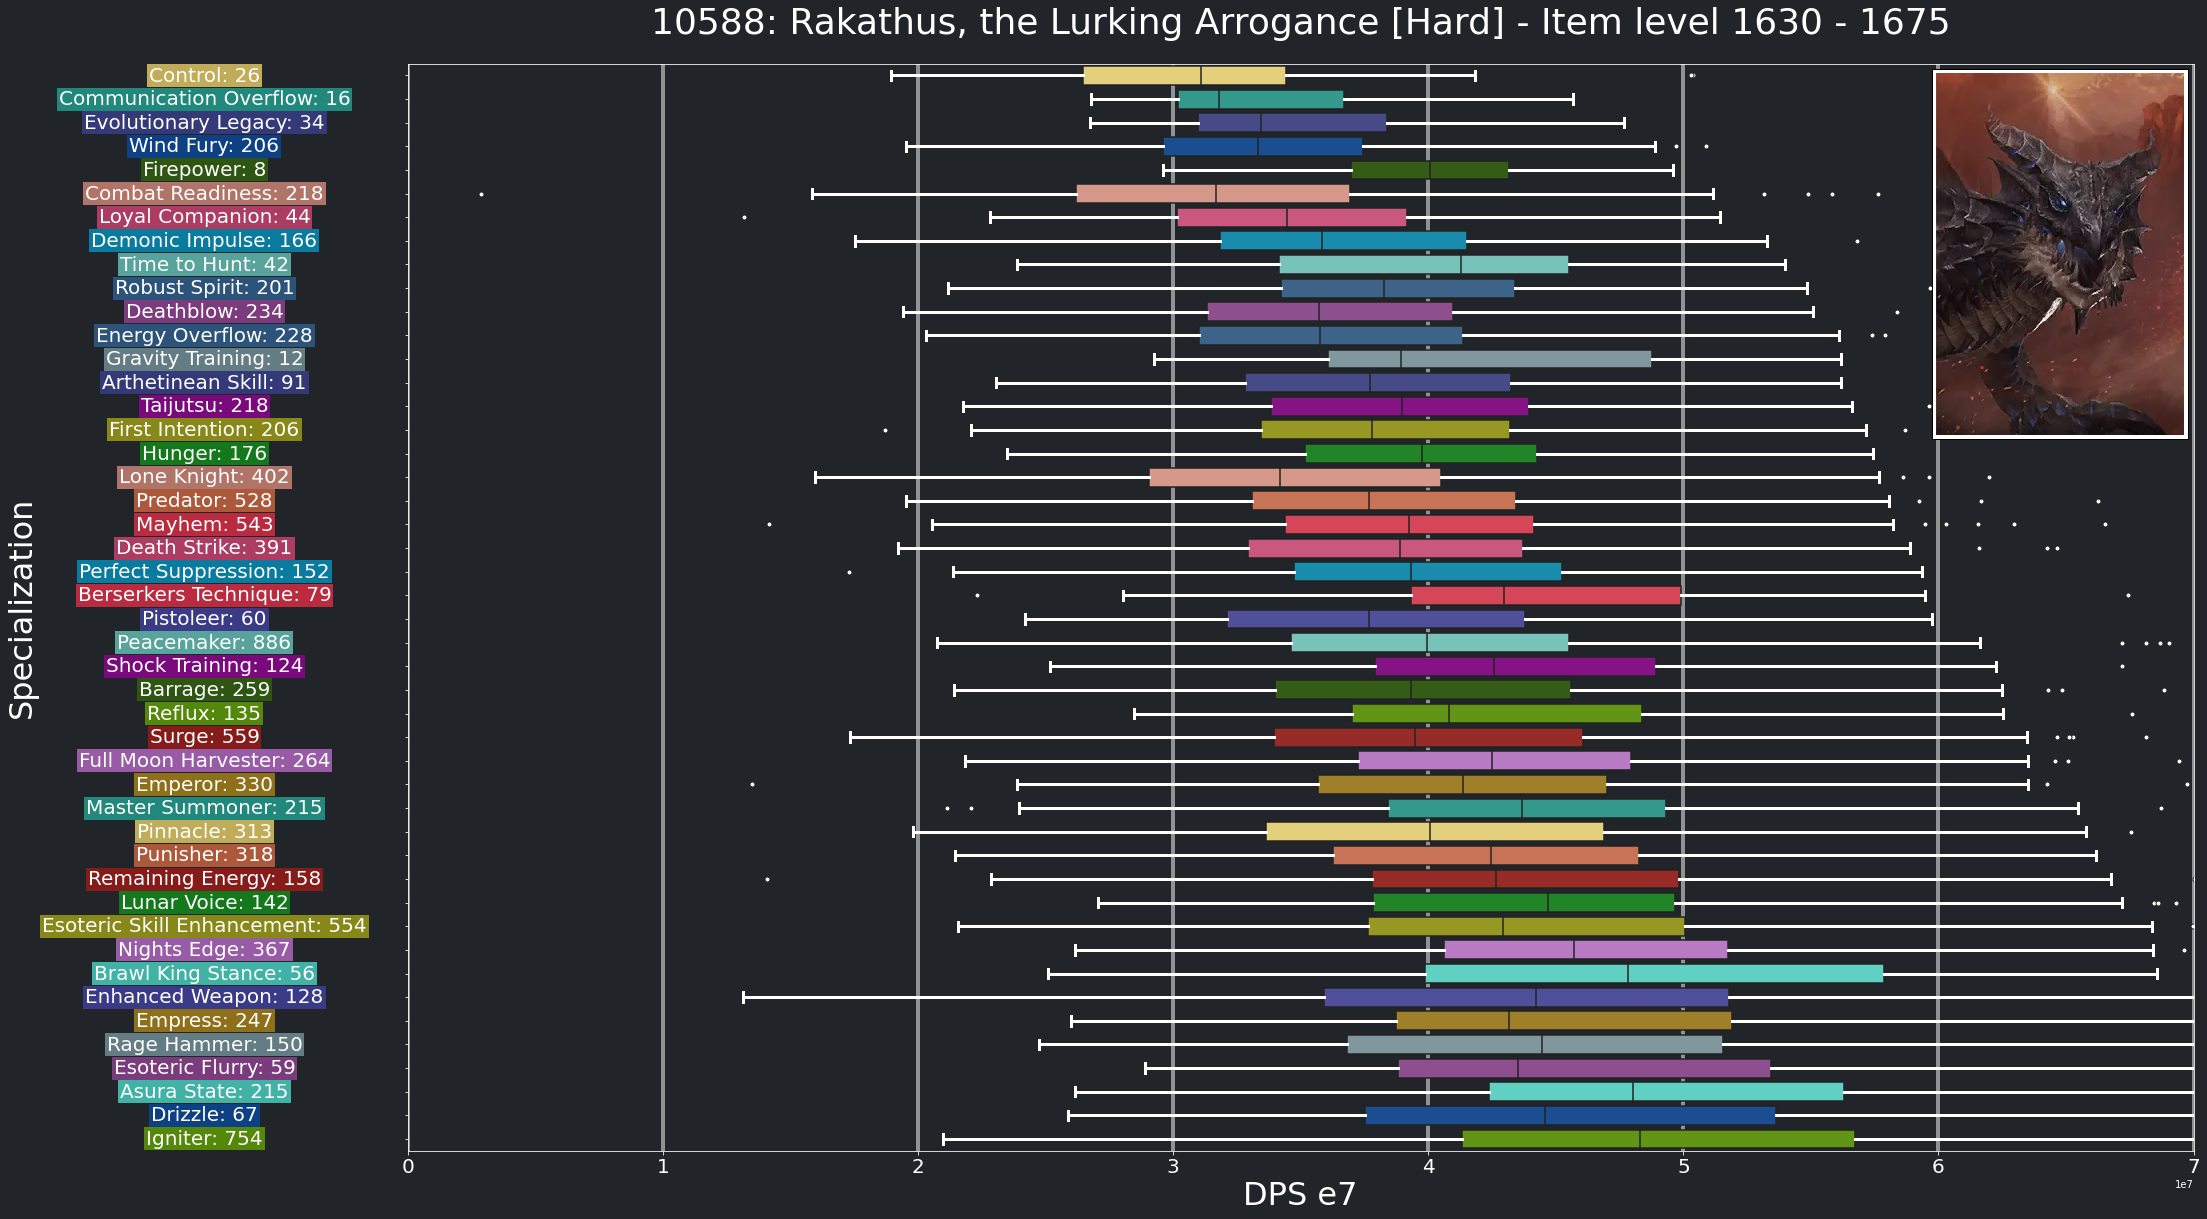 10588: Rakathus, the Lurking Arrogance [Hard] - Item level 1630 - 1675
Specialization
Control: 26
Communication Overflow: 16
Evolutionary Legacy: 34
Wind Fury: 206
Firepower: 8
Combat Readiness: 218
Loyal Companion: 44
Demonic Impulse: 166
Time to Hunt: 42
Robust Spirit: 201
Deathblow: 234
Energy Overflow: 228
Gravity Training: 12
Arthetinean Skill: 91
Taijutsu: 218
First Intention: 206
Hunger: 176
Lone Knight: 402
Predator: 528
Mayhem: 543
Death Strike: 391
Perfect Suppression: 152
Berserkers Technique: 79
Pistoleer: 60
Peacemaker: 886
Shock Training: 124
Barrage: 259
Reflux: 135
Surge: 559
Full Moon Harvester: 264
Emperor: 330
Master Summoner: 215
Pinnacle: 313
Punisher: 318
Remaining Energy: 158
Lunar Voice: 142
Esoteric Skill Enhancement: 554
Nights Edge: 367
Brawl King Stance: 56
Enhanced Weapon: 128
Empress: 247
Rage Hammer: 150
Esoteric Flurry: 59
Asura State: 215
Drizzle: 67
Igniter: 754
0 1 2 3 4 5 6 7
1e7
DPS e7